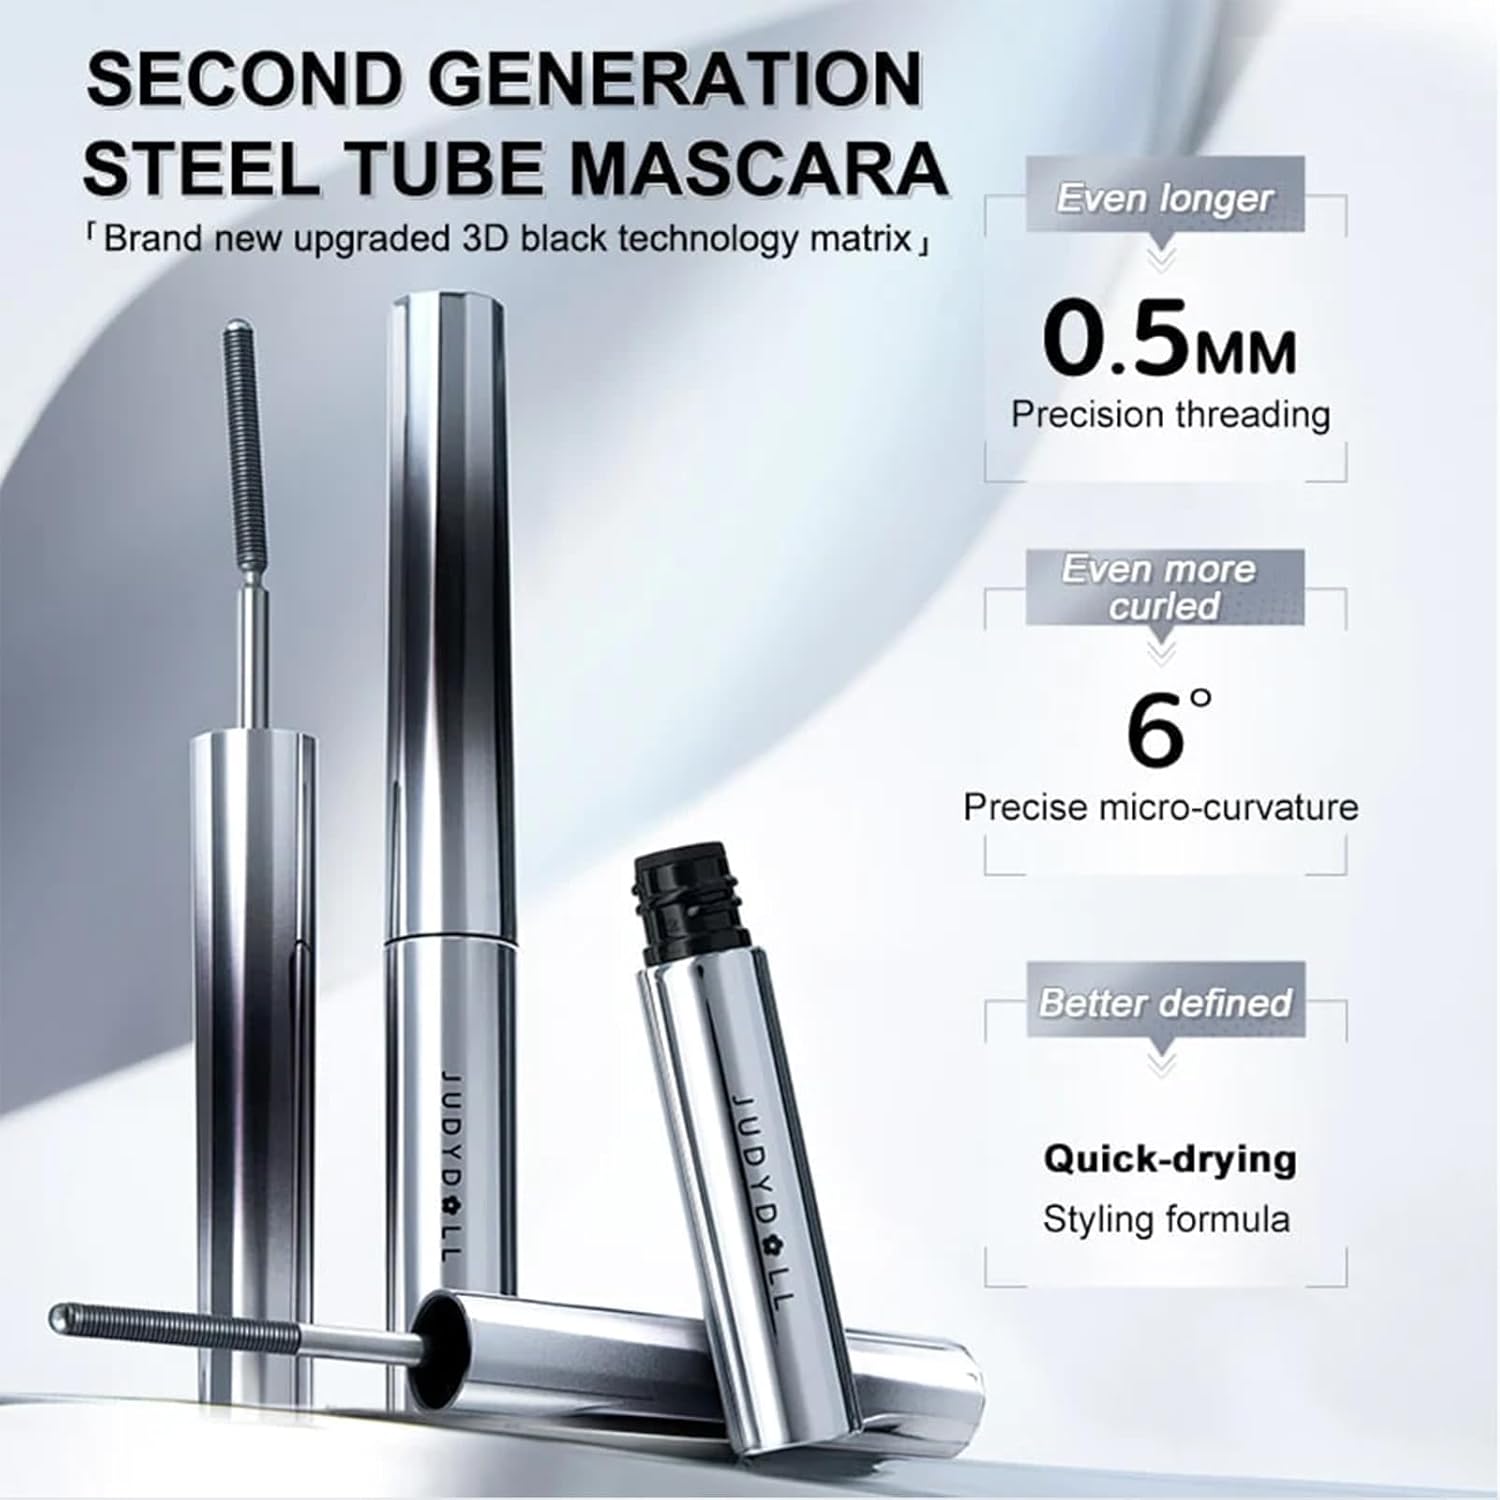 SECOND GENERATION
STEEL TUBE MASCARA
「Brand new upgraded 3D black technology matrix」
Even longer
0.5MM
Precision threading
Even more
curled
6°
Precise micro-curvature
Better defined
Quick-drying
Styling formula
JUDYDOLL
JUDYDOLL